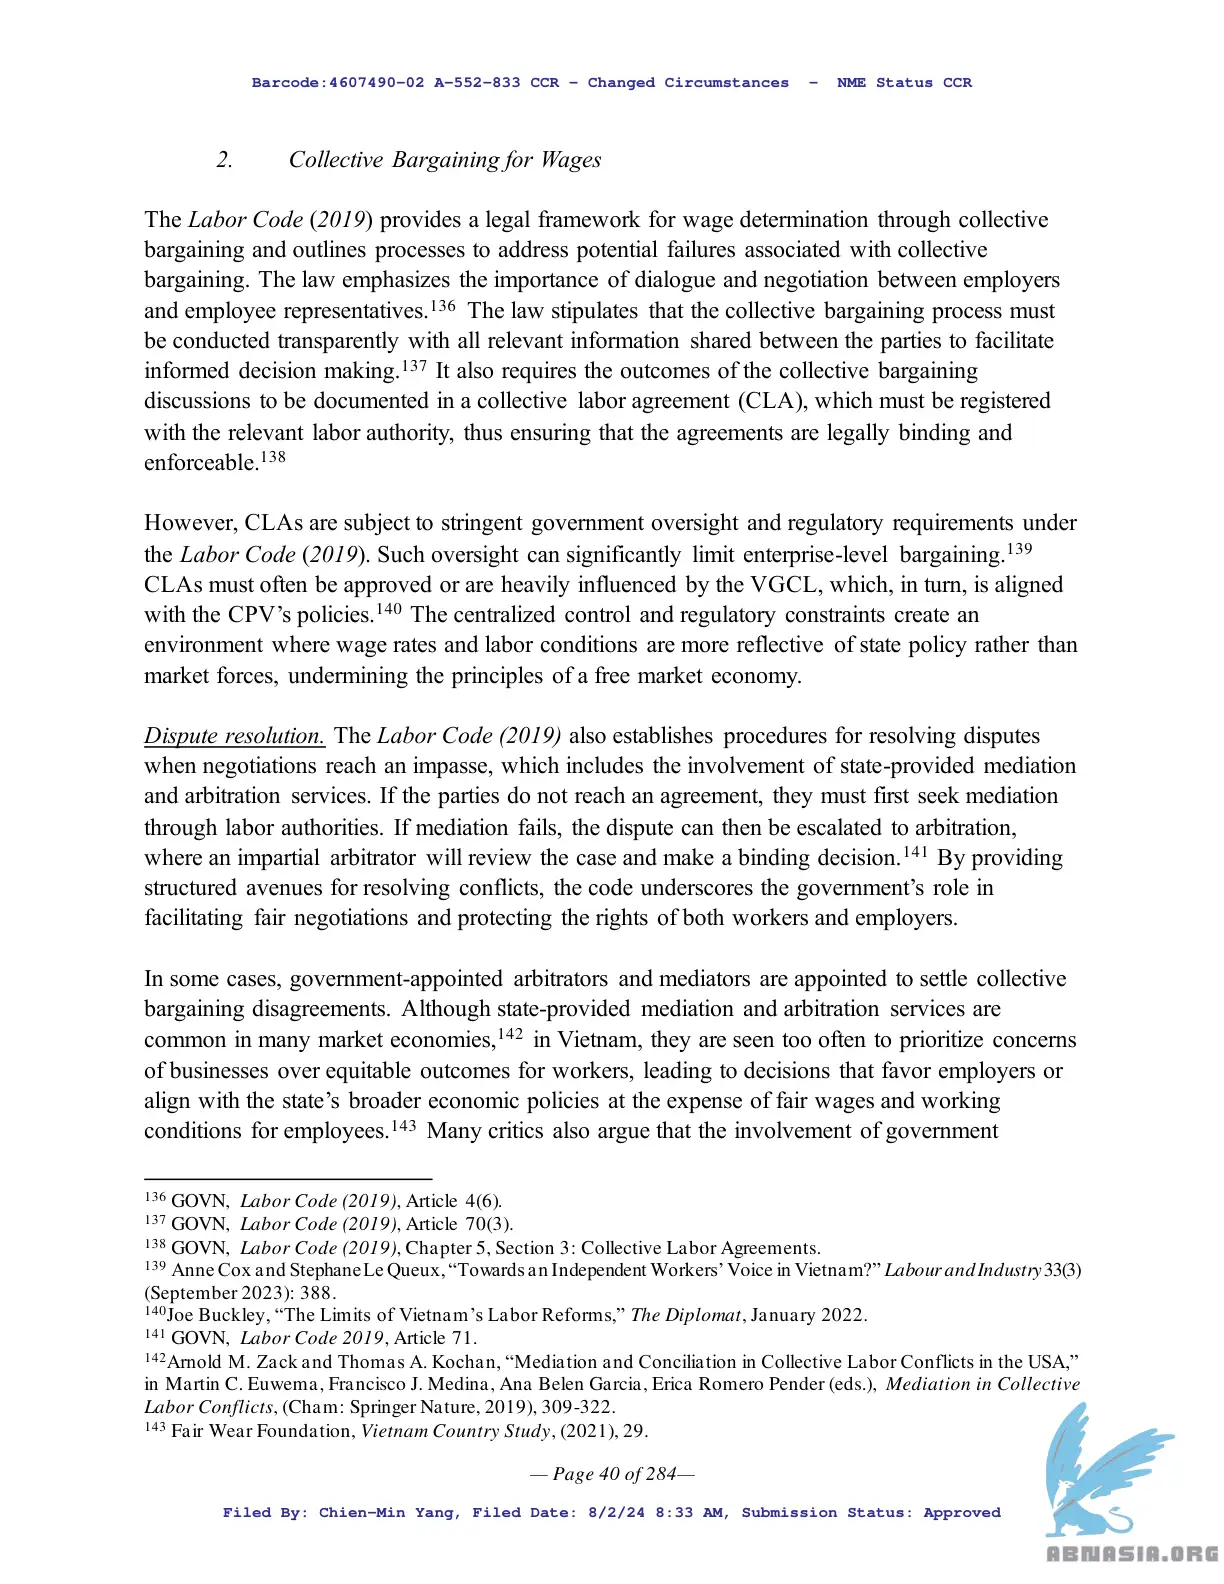 Barcode:4607490-02 A-552-833 CCR - Changed Circumstances - NME Status CCR
2. Collective Bargaining for Wages
The Labor Code (2019) provides a legal framework for wage determination through collective
bargaining and outlines processes to address potential failures associated with collective
bargaining. The law emphasizes the importance of dialogue and negotiation between employers
and employee representatives.136 The law stipulates that the collective bargaining process must
be conducted transparently with all relevant information shared between the parties to facilitate
informed decision making.137 It also requires the outcomes of the collective bargaining
discussions to be documented in a collective labor agreement (CLA), which must be registered
with the relevant labor authority, thus ensuring that the agreements are legally binding and
enforceable.138
However, CLAs are subject to stringent government oversight and regulatory requirements under
the Labor Code (2019). Such oversight can significantly limit enterprise-level bargaining.139
CLAs must often be approved or are heavily influenced by the VGCL, which, in turn, is aligned
with the CPV’s policies.140 The centralized control and regulatory constraints create an
environment where wage rates and labor conditions are more reflective of state policy rather than
market forces, undermining the principles of a free market economy.
Dispute resolution. The Labor Code (2019) also establishes procedures for resolving disputes
when negotiations reach an impasse, which includes the involvement of state-provided mediation
and arbitration services. If the parties do not reach an agreement, they must first seek mediation
through labor authorities. If mediation fails, the dispute can then be escalated to arbitration,
where an impartial arbitrator will review the case and make a binding decision.141 By providing
structured avenues for resolving conflicts, the code underscores the government’s role in
facilitating fair negotiations and protecting the rights of both workers and employers.
In some cases, government-appointed arbitrators and mediators are appointed to settle collective
bargaining disagreements. Although state-provided mediation and arbitration services are
common in many market economies,142 in Vietnam, they are seen too often to prioritize concerns
of businesses over equitable outcomes for workers, leading to decisions that favor employers or
align with the state’s broader economic policies at the expense of fair wages and working
conditions for employees.143 Many critics also argue that the involvement of government
136 GOVN, Labor Code (2019), Article 4(6).
137 GOVN, Labor Code (2019), Article 70(3).
138 GOVN, Labor Code (2019), Chapter 5, Section 3: Collective Labor Agreements.
139 Anne Cox and Stephane Le Queux, “Towards an Independent Workers’ Voice in Vietnam?” Labour and Industry 33(3)
(September 2023): 388.
140Joe Buckley, “The Limits of Vietnam’s Labor Reforms,” The Diplomat, January 2022.
141 GOVN, Labor Code 2019, Article 71.
142Arnold M. Zack and Thomas A. Kochan, “Mediation and Conciliation in Collective Labor Conflicts in the USA,”
in Martin C. Euwema, Francisco J. Medina, Ana Belen Garcia, Erica Romero Pender (eds.), Mediation in Collective
Labor Conflicts, (Cham: Springer Nature, 2019), 309-322.
143 Fair Wear Foundation, Vietnam Country Study, (2021), 29.
— Page 40 of 284—
Filed By: Chien-Min Yang, Filed Date: 8/2/24 8:33 AM, Submission Status: Approved
ABNASIA.ORG